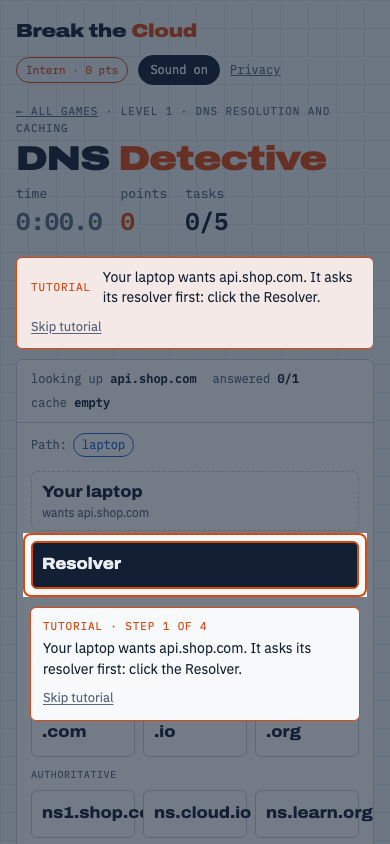 Break the Cloud
Intern · 0 pts
Sound on
Privacy
← ALL GAMES · LEVEL 1 · DNS RESOLUTION AND
CACHING
DNS Detective
time points tasks
0:00.0 0 0/5
TUTORIAL
Your laptop wants api.shop.com. It asks
its resolver first: click the Resolver.
Skip tutorial
looking up api.shop.com answered 0/1
cache empty
Path: laptop
Your laptop
wants api.shop.com
Resolver
TUTORIAL · STEP 1 OF 4
Your laptop wants api.shop.com. It asks its
resolver first: click the Resolver.
Skip tutorial
.com .io .org
AUTHORITATIVE
ns1.shop.c ns.cloud.io ns.learn.org